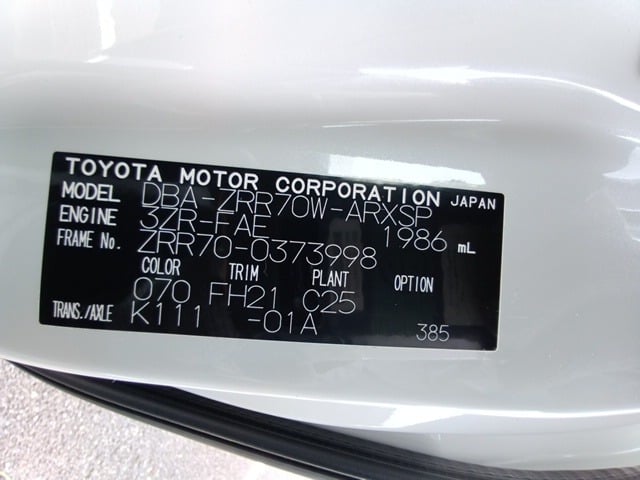 TOYOTA MOTOR CORPORATION JAPAN
MODEL DBA-ZRR70W-ARXSP
ENGINE 3ZR-FAE 1986 mL
FRAME No. ZRR70-0373998
COLOR TRIM PLANT OPTION
070 FH21 C25
TRANS./AXLE K111 -01A 385